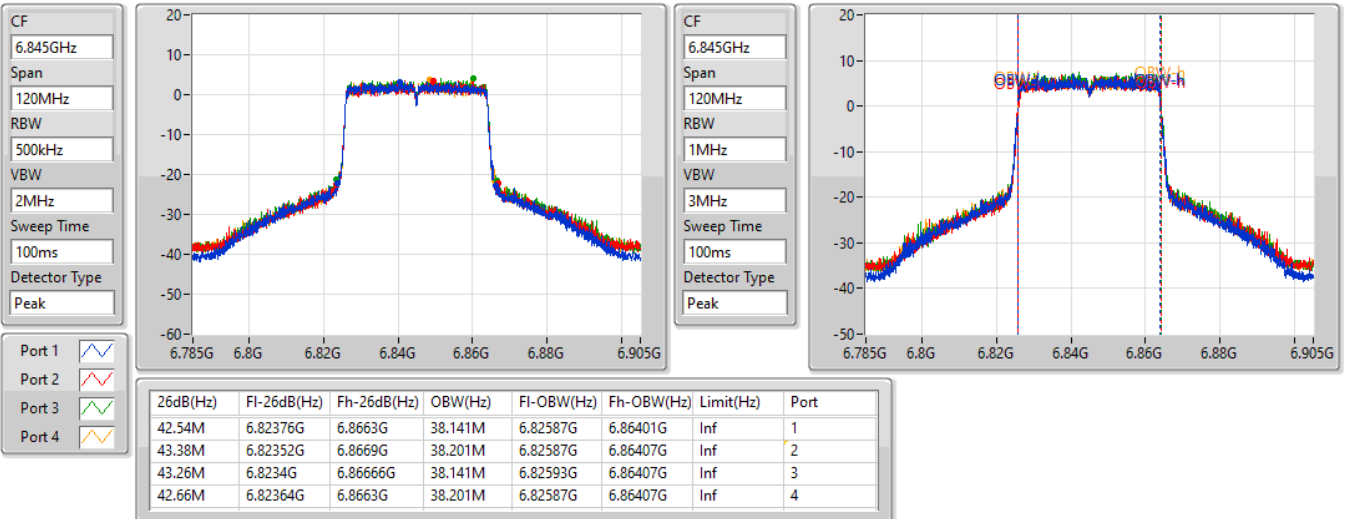 CF
6.845GHz
Span
120MHz
RBW
500kHz
VBW
2MHz
Sweep Time
100ms
Detector Type
Peak
20
10
0
-10
-20
-30
-40
-50
-60
6.785G 6.8G 6.82G 6.84G 6.86G 6.88G 6.905G
CF
6.845GHz
Span
120MHz
RBW
1MHz
VBW
3MHz
Sweep Time
100ms
Detector Type
Peak
20
10
0
-10
-20
-30
-40
-50
OBW-h
6.785G 6.8G 6.82G 6.84G 6.86G 6.88G 6.905G
Port 1
Port 2
Port 3
Port 4
26dB(Hz) Fl-26dB(Hz) Fh-26dB(Hz) OBW(Hz) Fl-OBW(Hz) Fh-OBW(Hz) Limit(Hz) Port
42.54M 6.82376G 6.8663G 38.141M 6.82587G 6.86401G Inf 1
43.38M 6.82352G 6.8669G 38.201M 6.82587G 6.86407G Inf 2
43.26M 6.8234G 6.86666G 38.141M 6.82593G 6.86407G Inf 3
42.66M 6.82364G 6.8663G 38.201M 6.82587G 6.86407G Inf 4